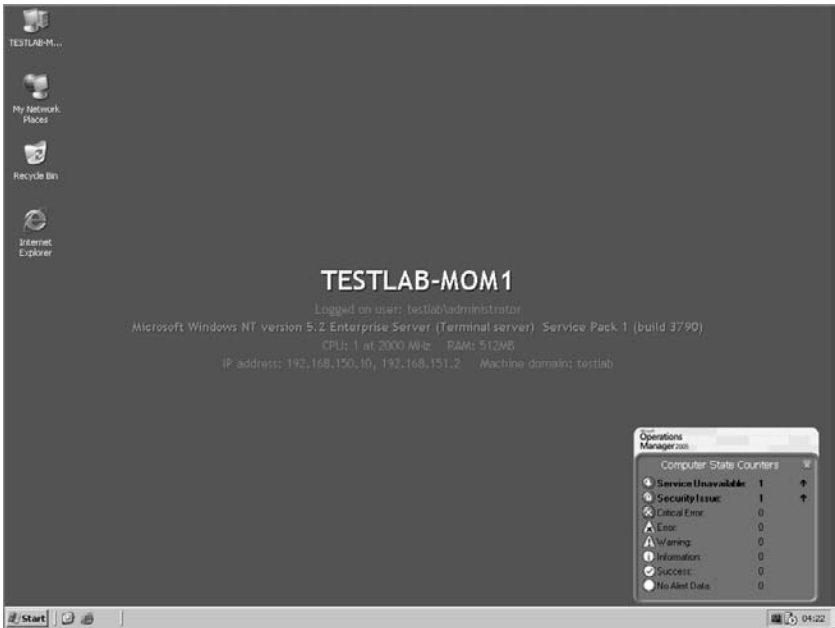 TESTLAB-M...
My Network
Places
Recycle Bin
Internet
Explorer
TESTLAB-MOM1
Logged on user: testlab\administrator
Microsoft Windows NT version 5.2 Enterprise Server (Terminal server) Service Pack 1 (build 3790)
CPU: 1 at 2000 MHz RAM: 512MB
IP address: 192.168.150.10, 192.168.151.2 Machine domain: testlab
Operations
Manager 2005
Computer State Counters
Service Unavailable: 1
Security Issue: 1
Critical Error: 0
Error: 0
Warning: 0
Information: 0
Success: 0
No Alert Data: 0
Start
04:22